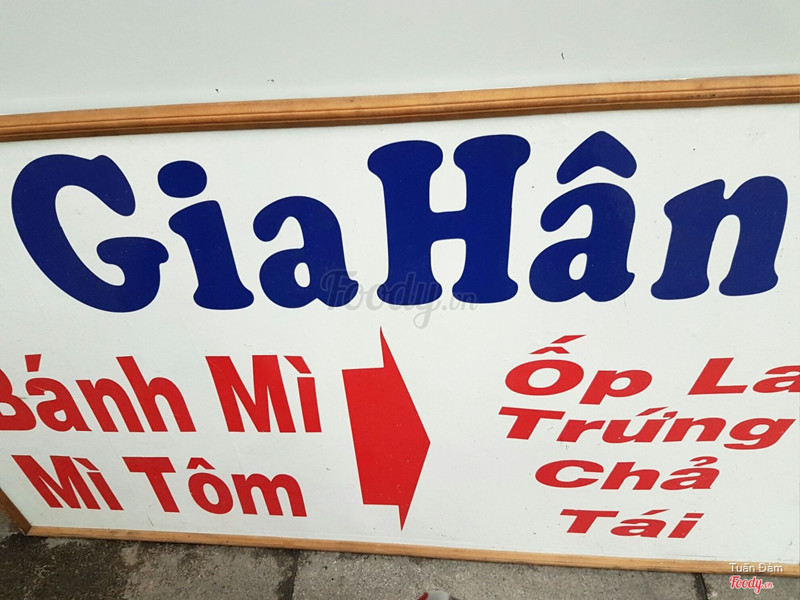 Gia Hân
Bánh Mì
Mì Tôm
Ốp La
Trứng
Chả
Tái
Foody.vn
Tuấn Đàm
Foody.vn